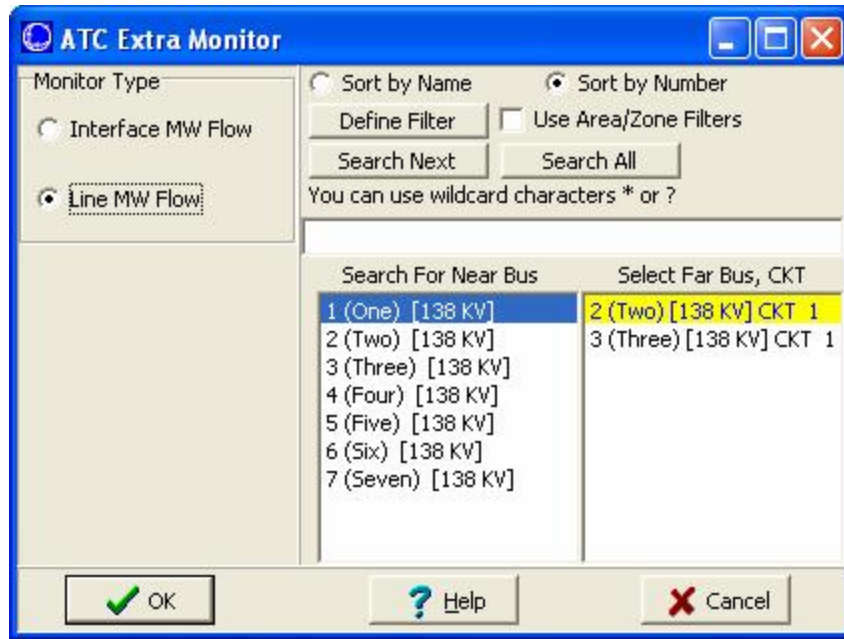 ATC Extra Monitor
Monitor Type
Interface MW Flow
Line MW Flow
Sort by Name Sort by Number
Define Filter Use Area/Zone Filters
Search Next Search All
You can use wildcard characters * or ?
Search For Near Bus Select Far Bus, CKT
1 (One) [138 KV] 2 (Two) [138 KV] CKT 1
2 (Two) [138 KV] 3 (Three) [138 KV] CKT 1
3 (Three) [138 KV]
4 (Four) [138 KV]
5 (Five) [138 KV]
6 (Six) [138 KV]
7 (Seven) [138 KV]
OK ? Help Cancel